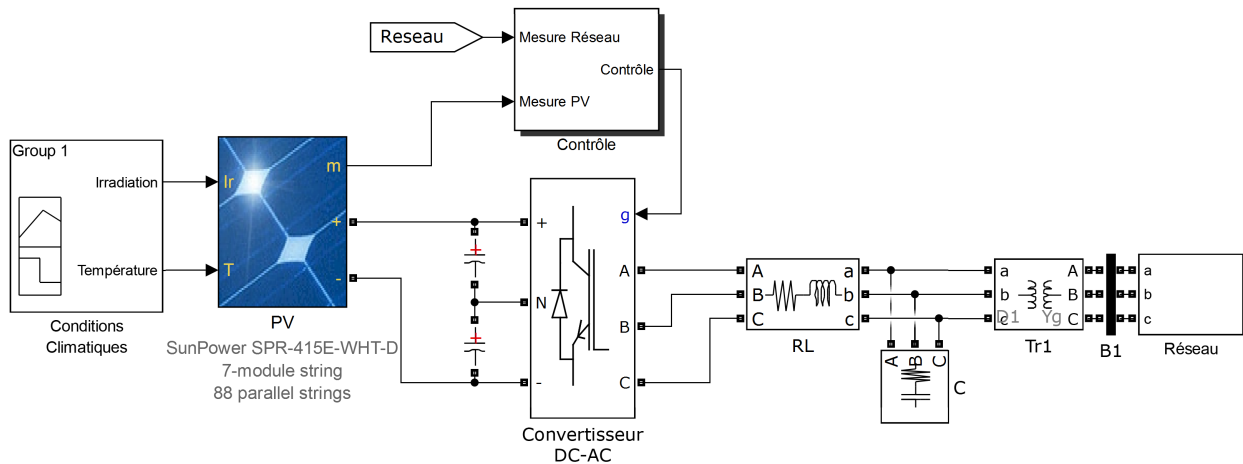 Reseau
Mesure Réseau
Contrôle
Mesure PV
Contrôle
Group 1
Irradiation
Température
Conditions
Climatiques
Ir
m
+
T
-
PV
SunPower SPR-415E-WHT-D
7-module string
88 parallel strings
+
+
+
g
N
A
B
-
C
Convertisseur
DC-AC
A
a
B
b
C
c
RL
A
B
C
C
a
A
b
B
c
C
D1
Yg
Tr1
B1
a
b
c
Réseau